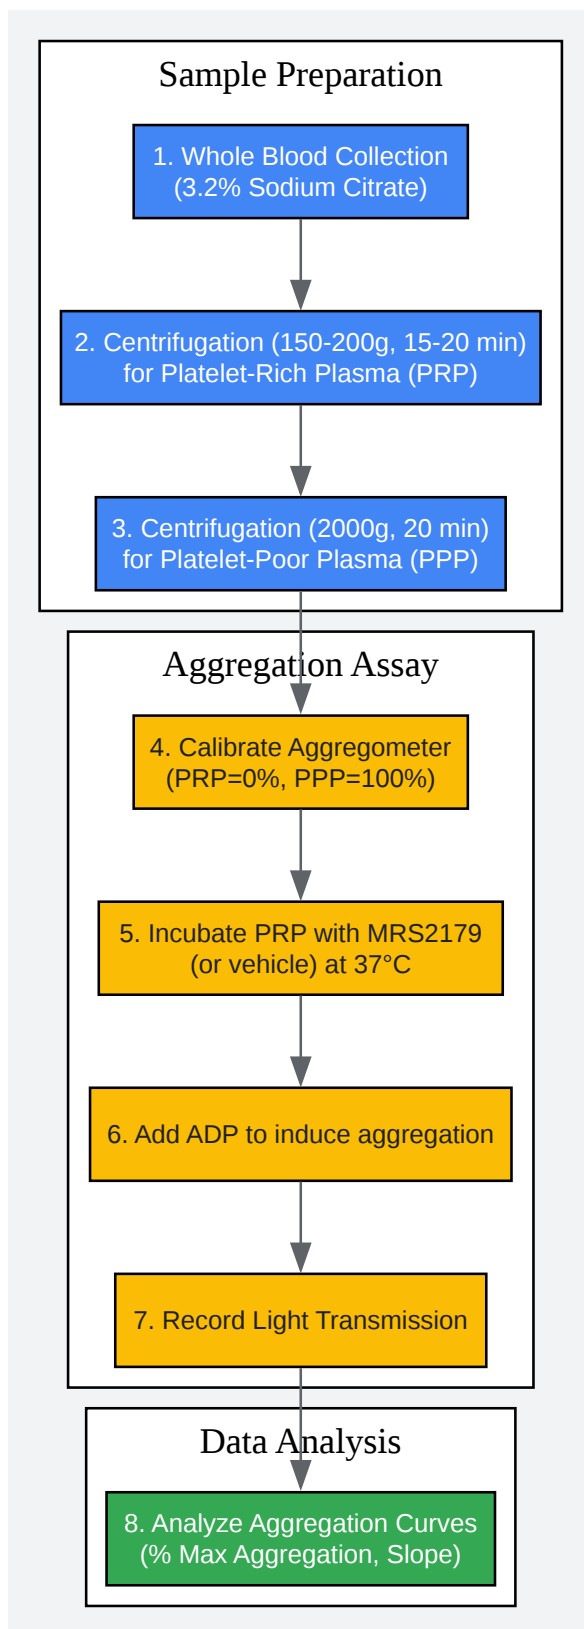 Sample Preparation
1. Whole Blood Collection
(3.2% Sodium Citrate)
2. Centrifugation (150-200g, 15-20 min)
for Platelet-Rich Plasma (PRP)
3. Centrifugation (2000g, 20 min)
for Platelet-Poor Plasma (PPP)
Aggregation Assay
4. Calibrate Aggregometer
(PRP=0%, PPP=100%)
5. Incubate PRP with MRS2179
(or vehicle) at 37°C
6. Add ADP to induce aggregation
7. Record Light Transmission
Data Analysis
8. Analyze Aggregation Curves
(% Max Aggregation, Slope)